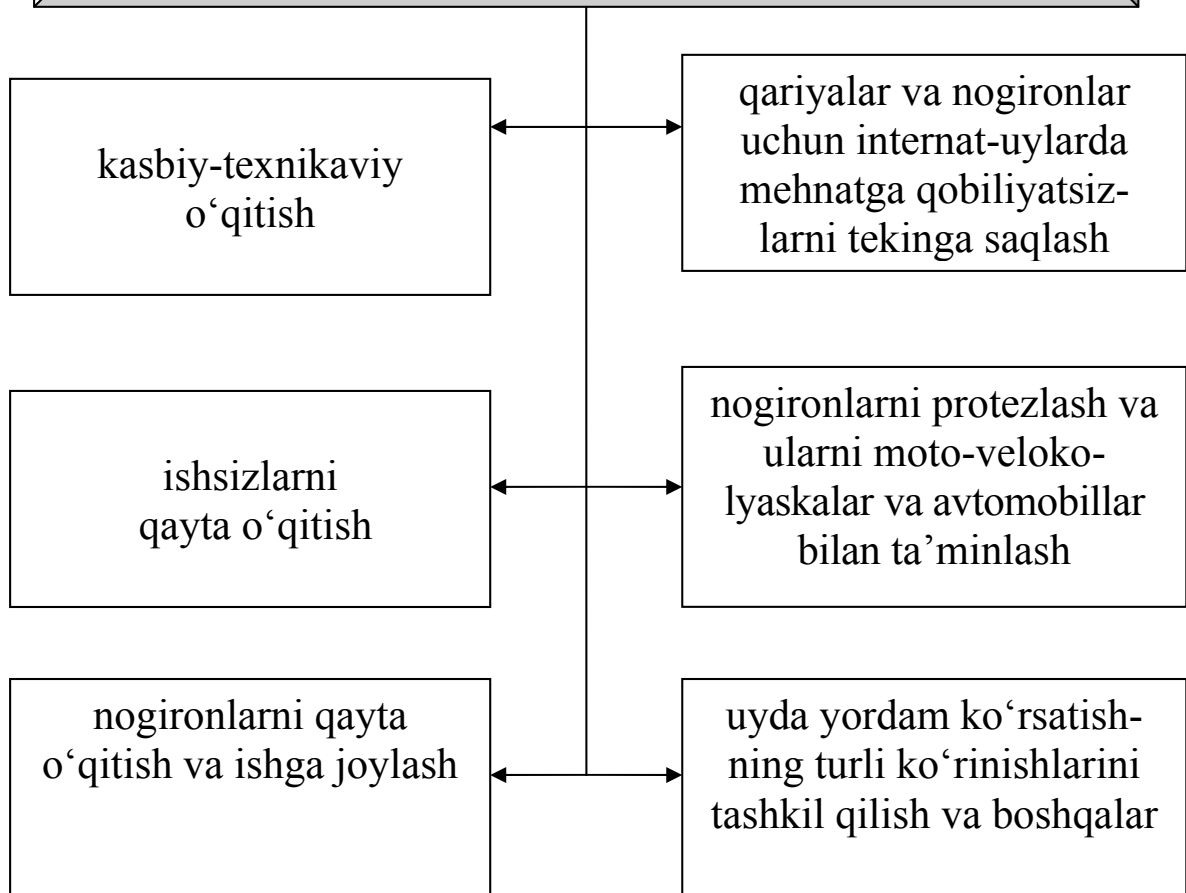 kasbiy-texnikaviy
o‘qitish
qariyalar va nogironlar
uchun internat-uylarda
mehnatga qobiliyatsiz-
larni tekinga saqlash
ishsizlarni
qayta o‘qitish
nogironlarni protezlash va
ularni moto-veloko-
lyaskalar va avtomobillar
bilan ta’minlash
nogironlarni qayta
o‘qitish va ishga joylash
uyda yordam ko‘rsatish-
ning turli ko‘rinishlarini
tashkil qilish va boshqalar